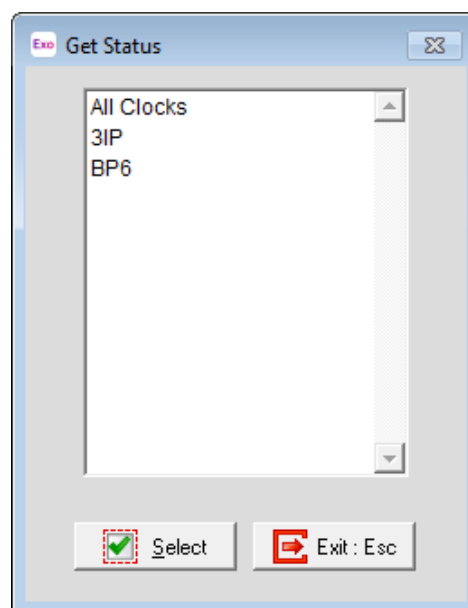 Exo Get Status
All Clocks
3IP
BP6
Select Exit : Esc